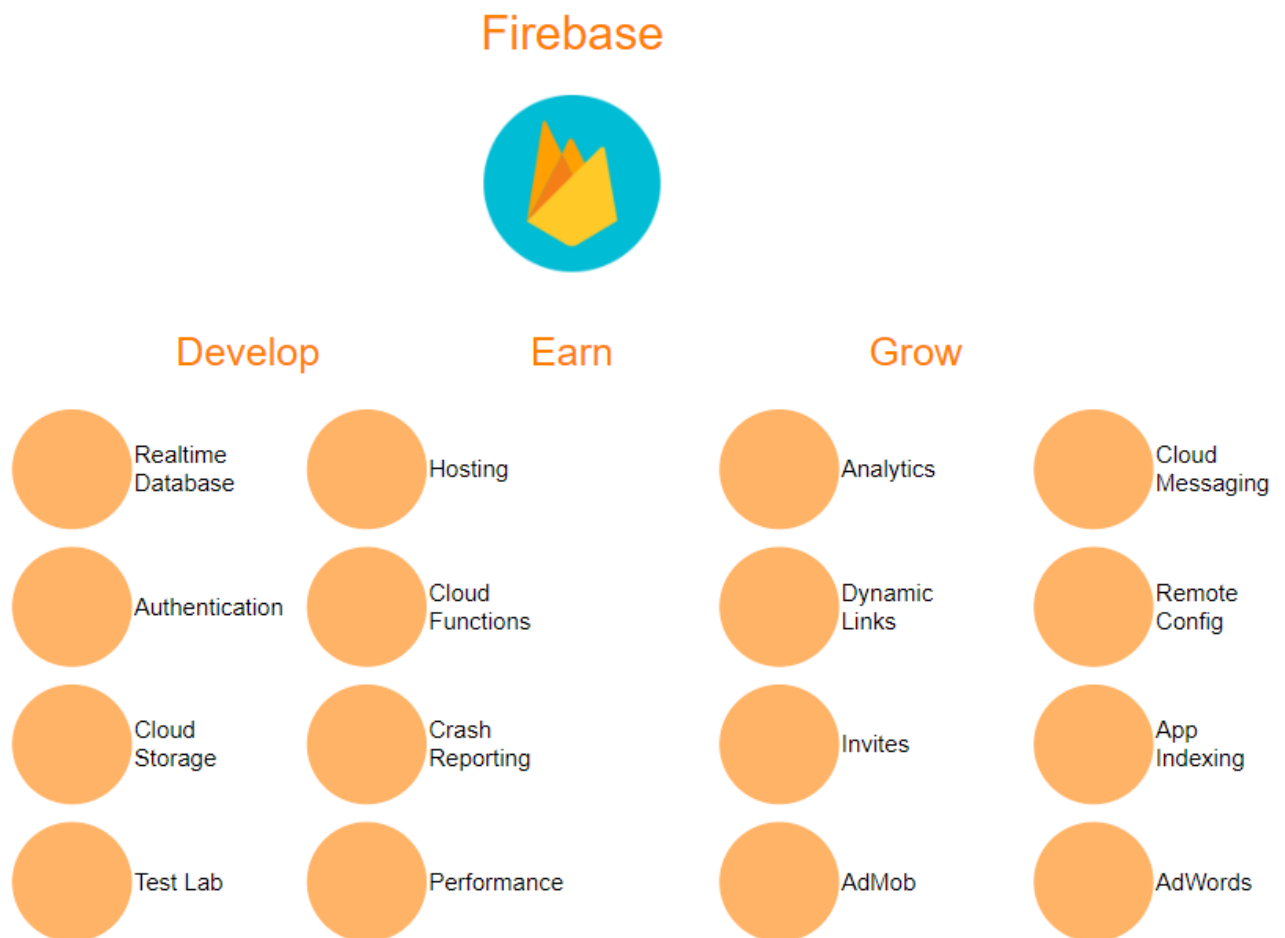 Firebase
Develop
Earn
Grow
Realtime
Database
Hosting
Analytics
Cloud
Messaging
Authentication
Cloud
Functions
Dynamic
Links
Remote
Config
Cloud
Storage
Crash
Reporting
Invites
App
Indexing
Test Lab
Performance
AdMob
AdWords